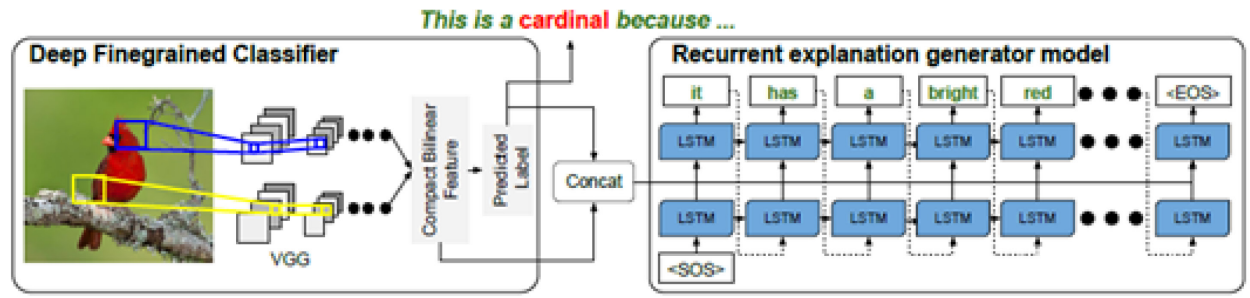 This is a cardinal because ...
Deep Finegrained Classifier
VGG
Compact Bilinear
Feature
Predicted
Label
Concat
Recurrent explanation generator model
it has a bright red <EOS>
LSTM LSTM LSTM LSTM LSTM LSTM
LSTM LSTM LSTM LSTM LSTM LSTM
<SOS>